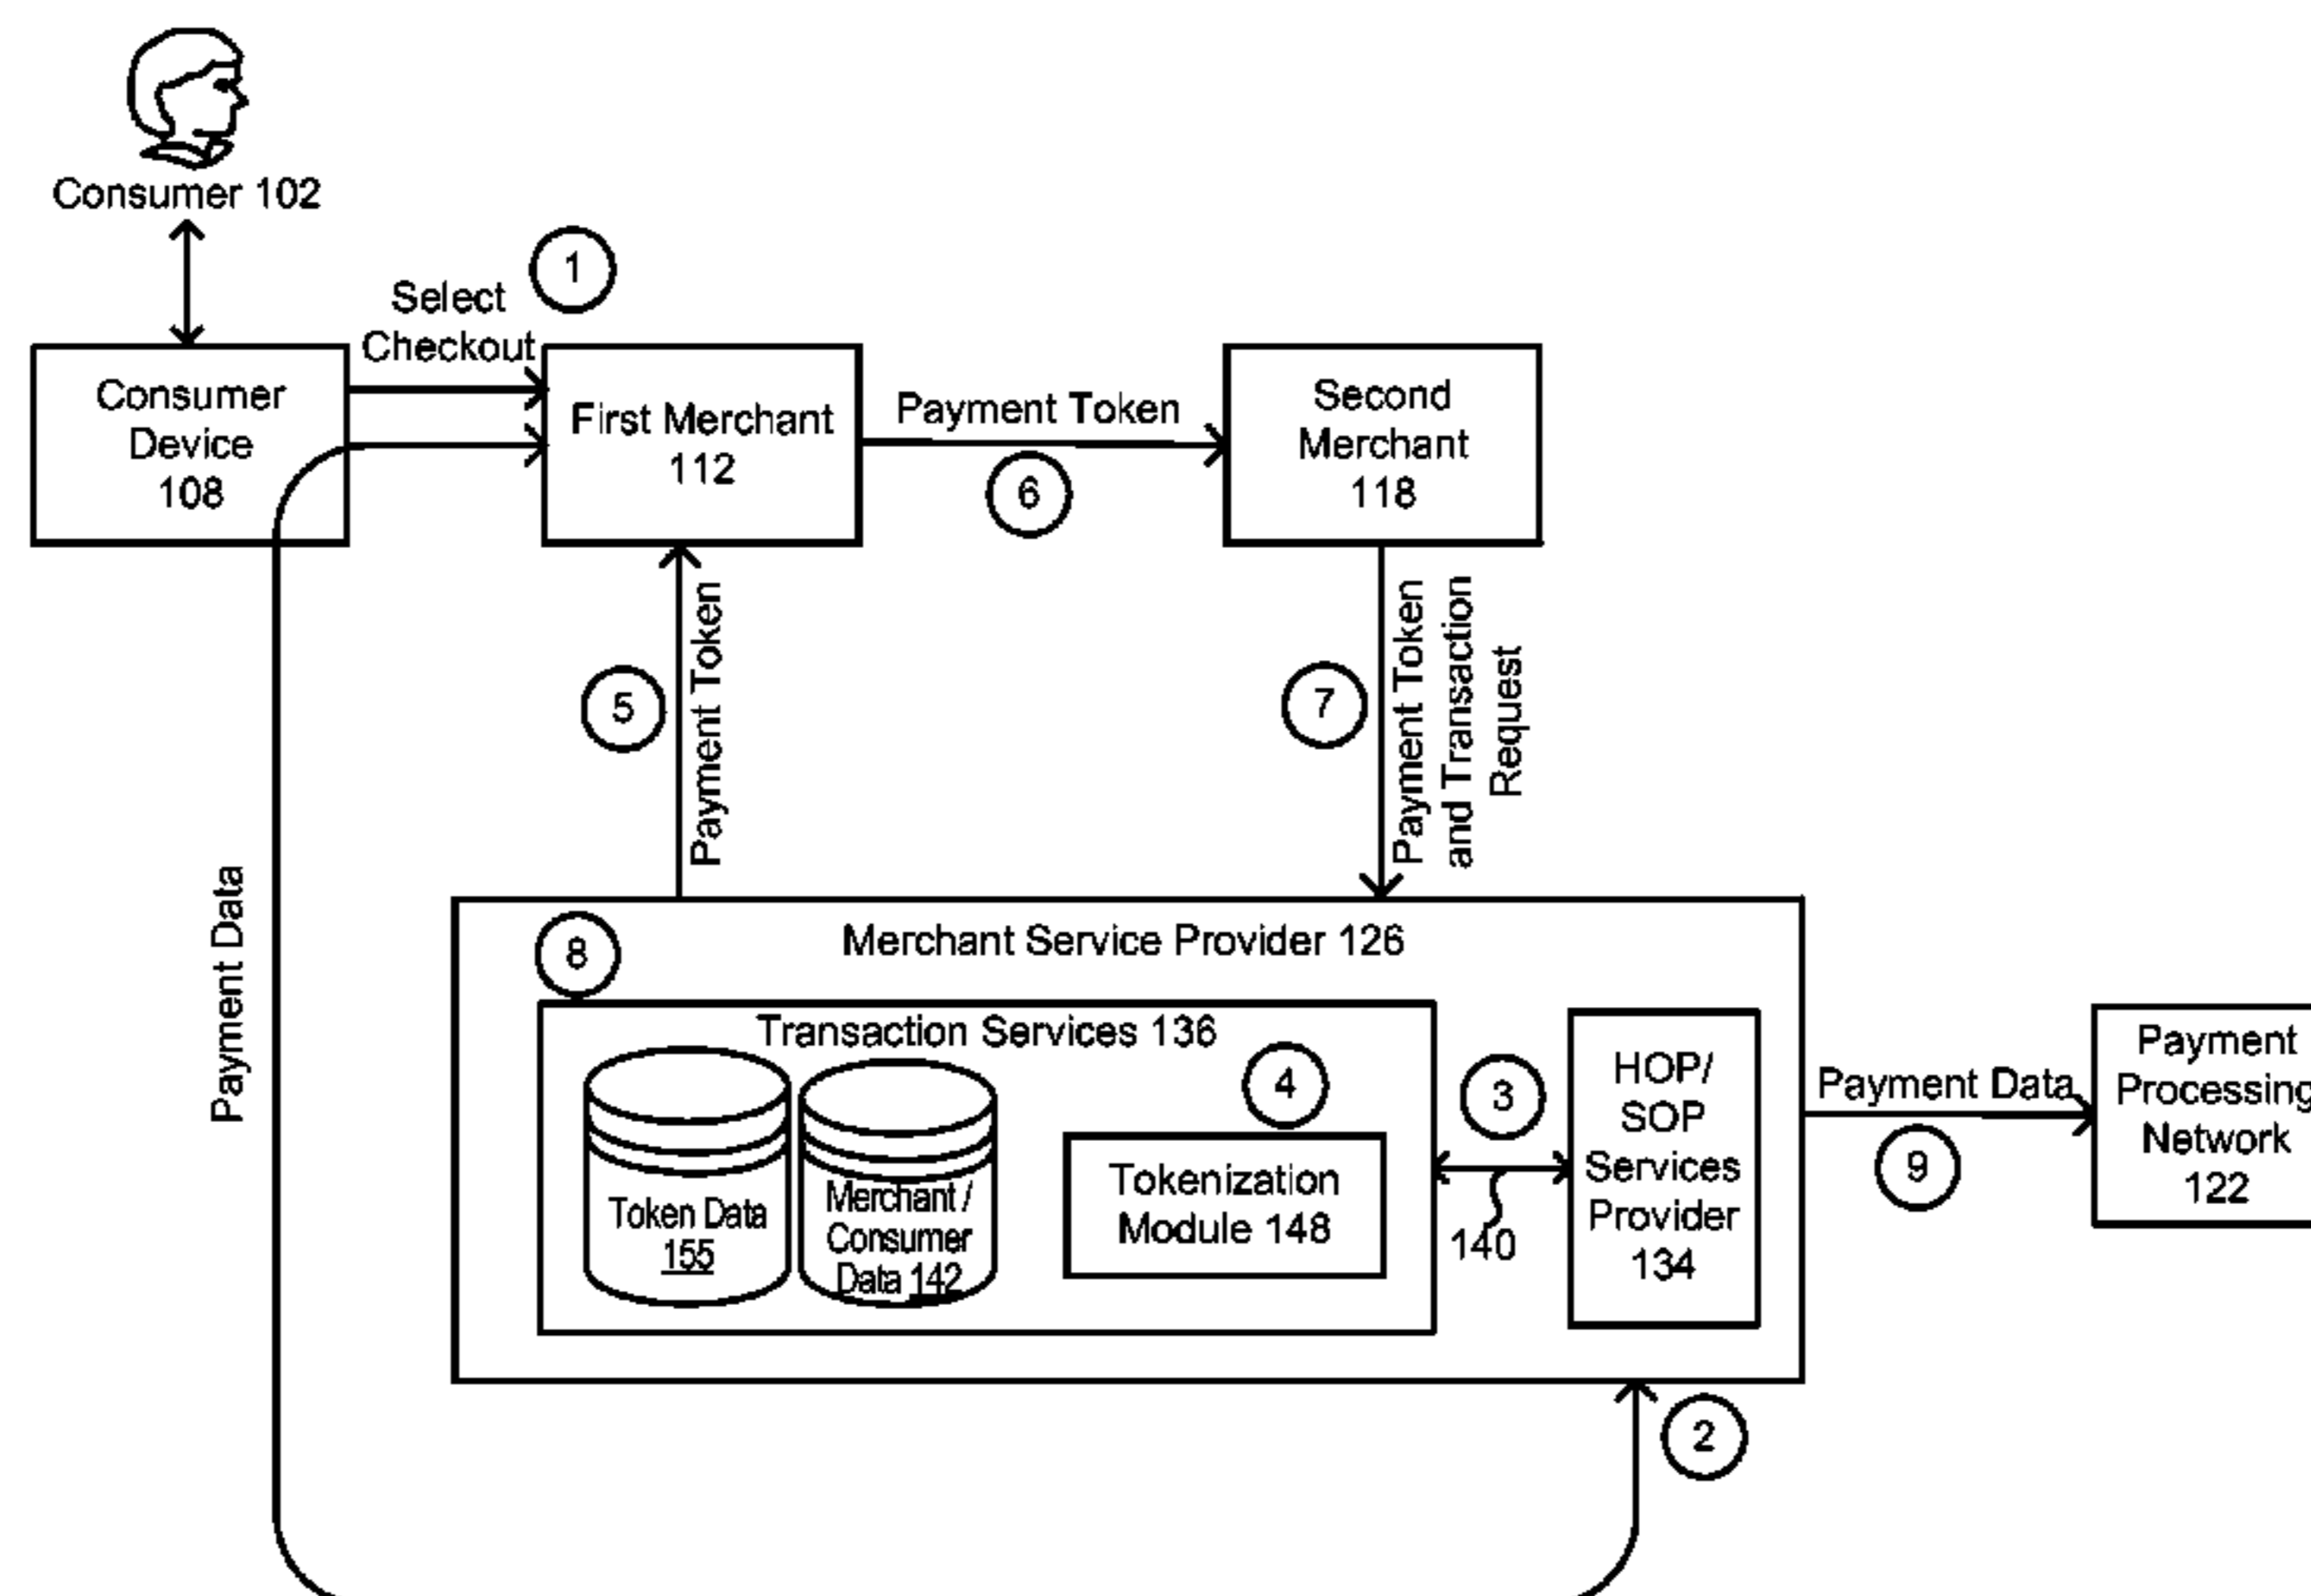 Consumer 102
1
Select
Checkout
Consumer
Device
108
First Merchant
112
Payment Token
6
Second
Merchant
118
5
Payment Token
7
Payment Token
and Transaction
Request
Payment Data
8
Merchant Service Provider 126
Transaction Services 136
4
3
Token Data
155
Merchant /
Consumer
Data 142
Tokenization
Module 148
140
HOP/
SOP
Services
Provider
134
Payment Data
9
Payment
Processing
Network
122
2